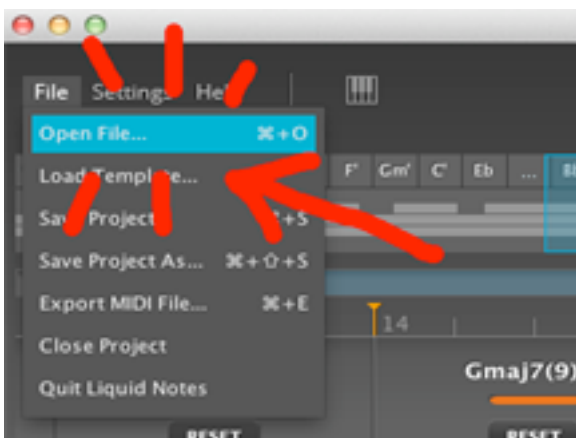 File Settings Help
Open File... ⌘+O
Load Template...
F' Gm' C' Eb ...
Save Project ⌘+S
Save Project As... ⌘+⇧+S
Export MIDI File... ⌘+E
14
Close Project
Gmaj7(9)
Quit Liquid Notes
RESET RESET